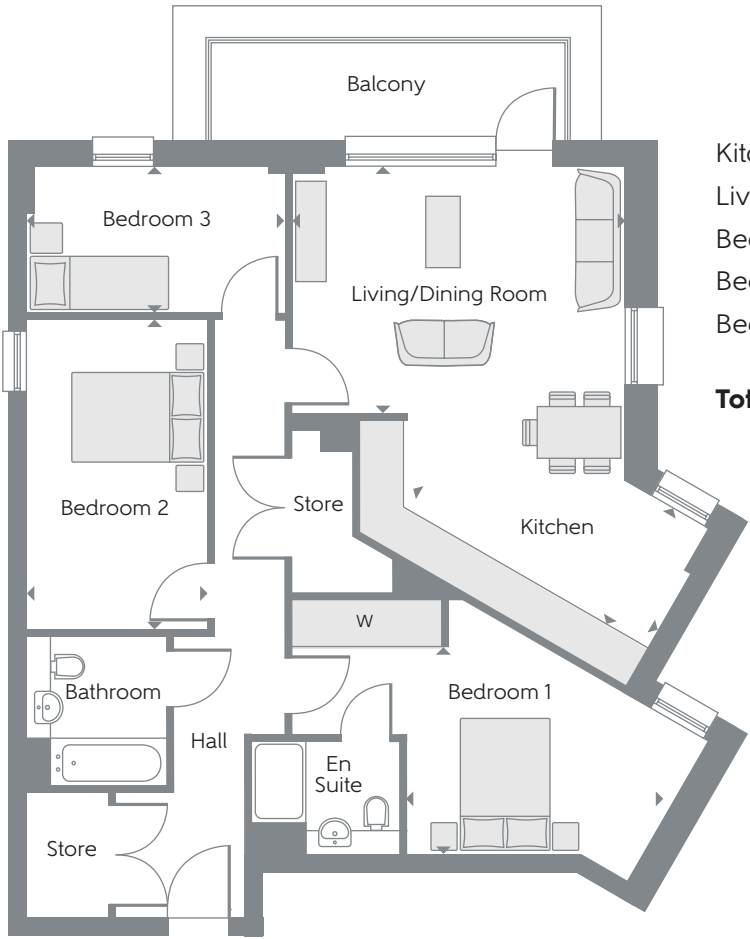 Balcony
Bedroom 3
Living/Dining Room
Bedroom 2
Store
Kitchen
W
Bathroom
Bedroom 1
Hall
En
Suite
Store
Kitc
Liv
Bed
Bed
Bed
Tot